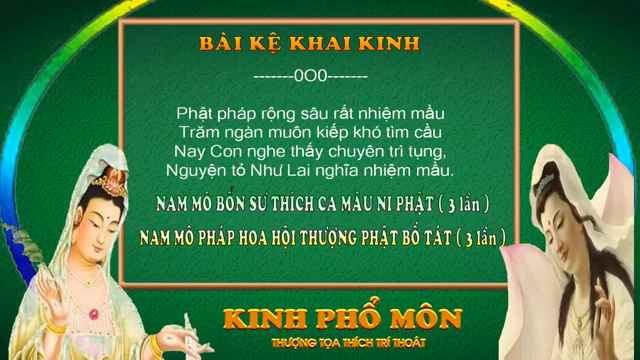 BÀI KỆ KHAI KINH
-------0O0-------
Phật pháp rộng sâu rất nhiệm mầu
Trăm ngàn muôn kiếp khó tìm cầu
Nay Con nghe thấy chuyên trì tụng,
Nguyện tỏ Như Lai nghĩa nhiệm mầu.
NAM MÔ BỔN SƯ THÍCH CA MÂU NI PHẬT ( 3 lần )
NAM MÔ PHÁP HOA HỘI THƯỢNG PHẬT BỒ TÁT ( 3 lần )
KINH PHỔ MÔN
THƯỢNG TỌA THÍCH TRÍ THOÁT